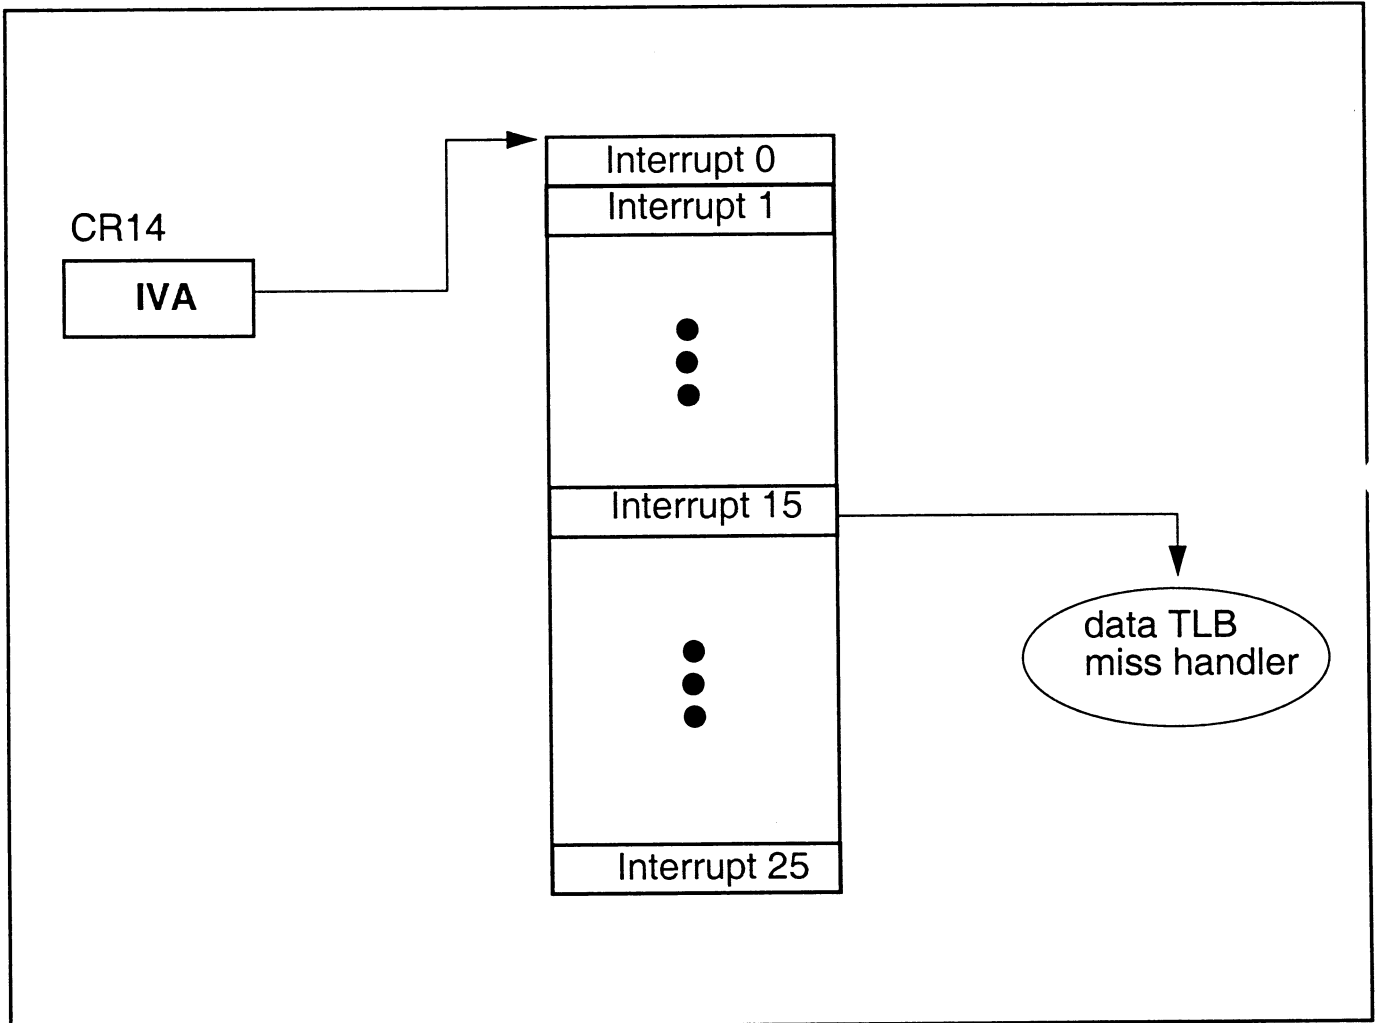 Interrupt 0
Interrupt 1
CR14
IVA
Interrupt 15
data TLB
miss handler
Interrupt 25